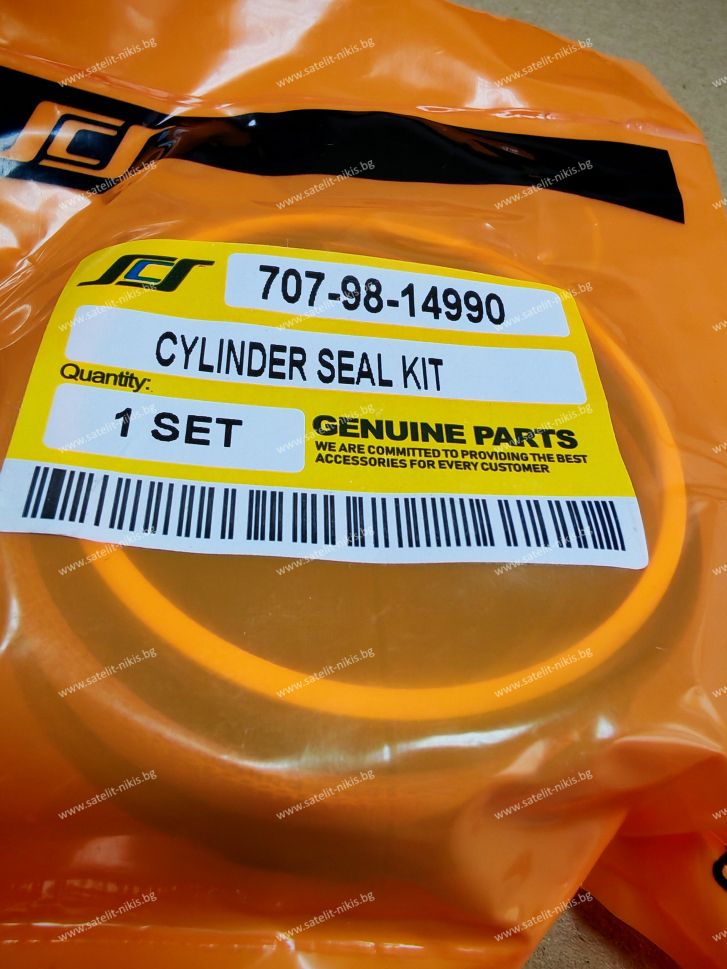 SCS
707-98-14990
CYLINDER SEAL KIT
Quantity:
1 SET
GENUINE PARTS
WE ARE COMMITTED TO PROVIDING THE BEST
ACCESSORIES FOR EVERY CUSTOMER
www.satelit-nikis.bg